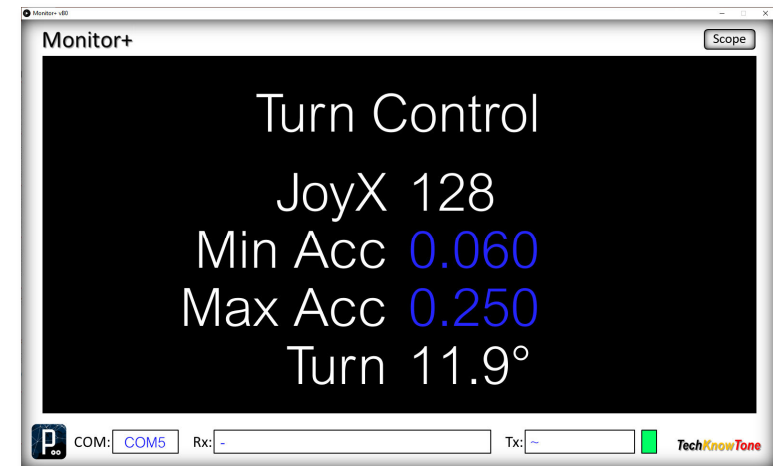 Monitor+ v80
Monitor+
Scope
Turn Control
JoyX 128
Min Acc 0.060
Max Acc 0.250
Turn 11.9°
P. COM: COM5 Rx: - Tx: ~ TechKnowTone